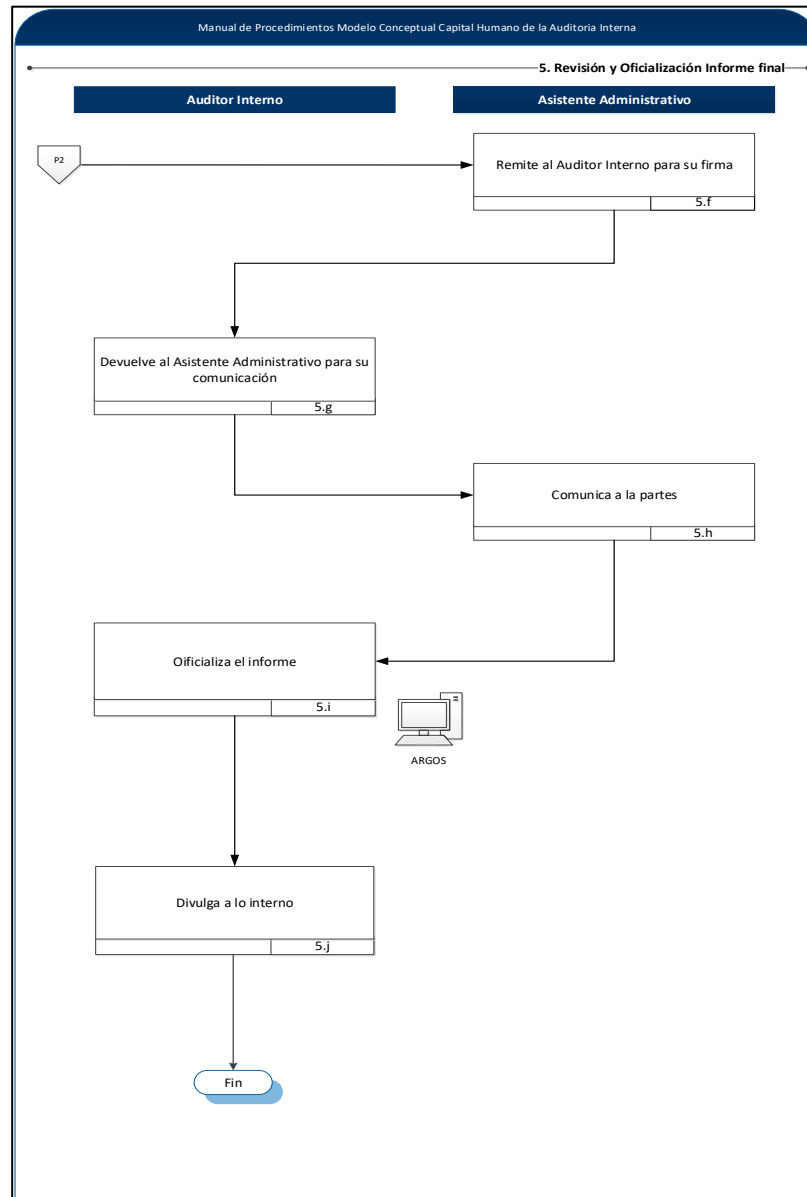 Manual de Procedimientos Modelo Conceptual Capital Humano de la Auditoria Interna
5. Revisión y Oficialización Informe final
Auditor Interno
Asistente Administrativo
P2
Remite al Auditor Interno para su firma
5.f
Devuelve al Asistente Administrativo para su
comunicación
5.g
Comunica a la partes
5.h
Oificializa el informe
5.i
ARGOS
Divulga a lo interno
5.j
Fin